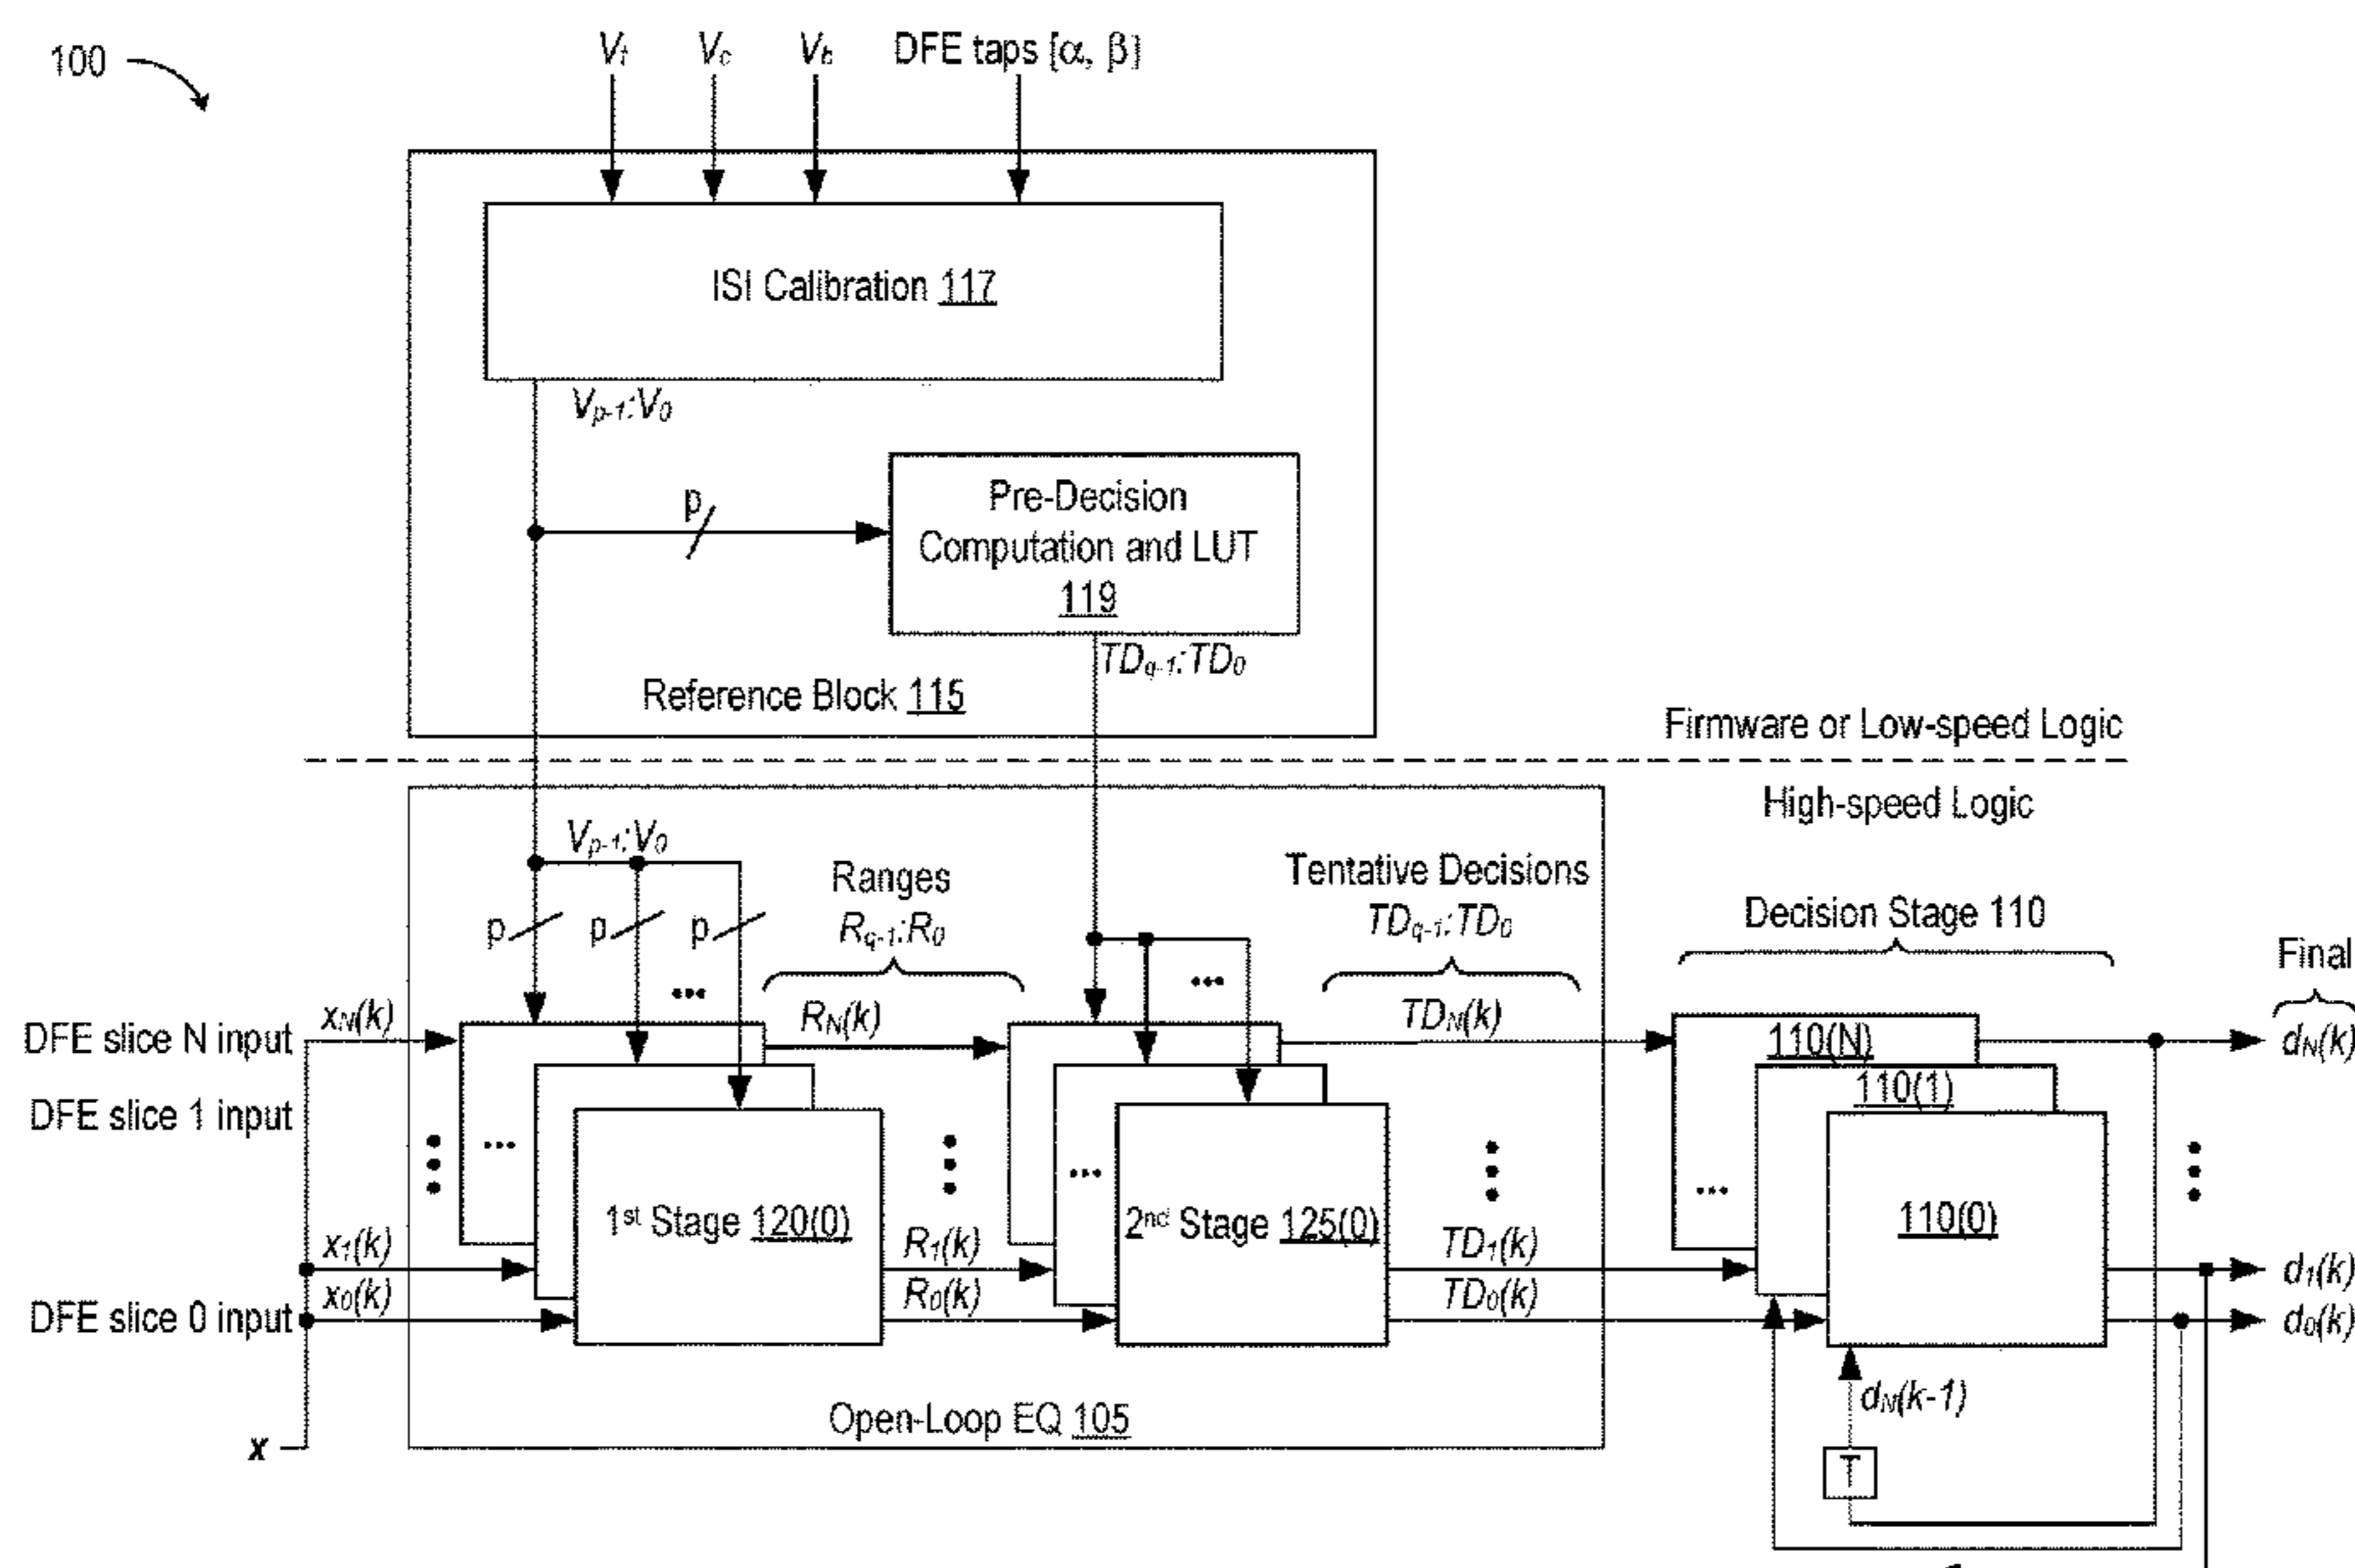 100
Vt Vc Vb DFE taps [α, β]
ISI Calibration 117
Vp-1:V0
p
Pre-Decision
Computation and LUT
119
TDq-1:TD0
Reference Block 115
Firmware or Low-speed Logic
High-speed Logic
Vp-1:V0
p p p
...
Ranges
Rq-1:R0
...
Tentative Decisions
TDq-1:TD0
Decision Stage 110
Final
DFE slice N input
xN(k)
RN(k)
TDN(k)
110(N)
dN(k)
DFE slice 1 input
110(1)
...
...
...
1st Stage 120(0)
2nd Stage 125(0)
110(0)
x1(k)
R1(k)
TD1(k)
d1(k)
DFE slice 0 input
x0(k)
R0(k)
TD0(k)
d0(k)
dN(k-1)
Open-Loop EQ 105
x
T